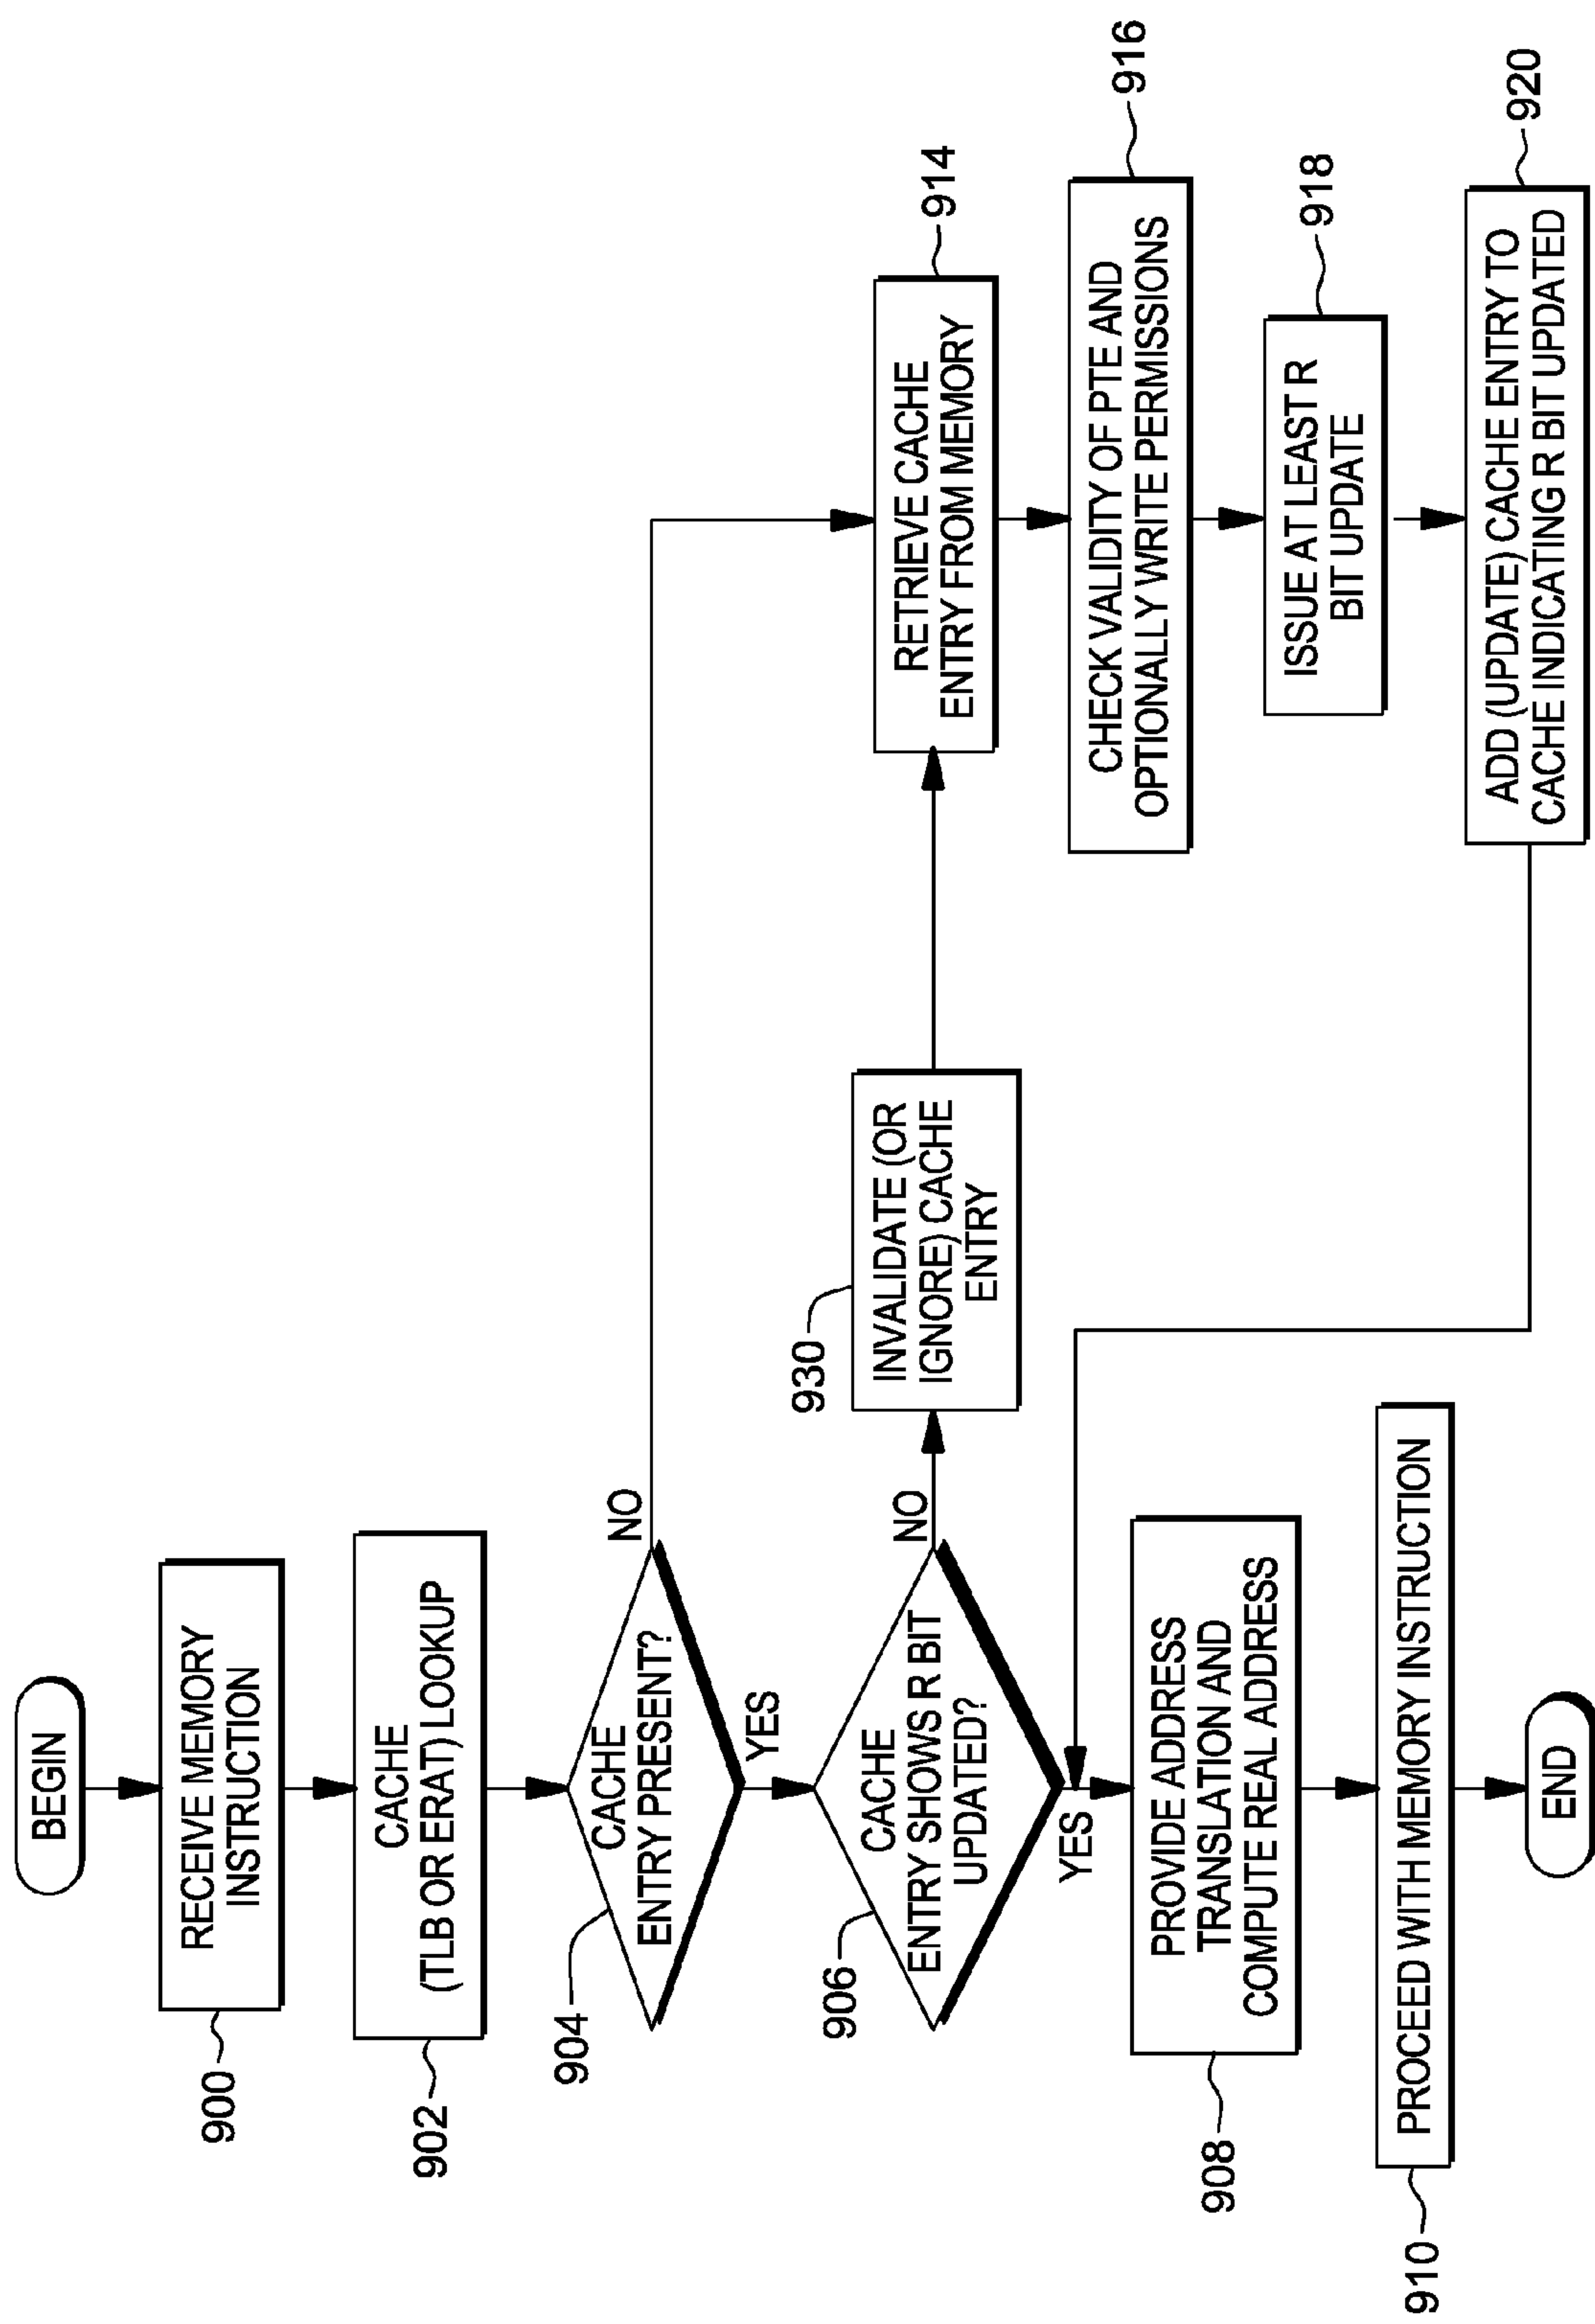 BEGIN
RECEIVE MEMORY
INSTRUCTION
900
CACHE
(TLB OR ERAT) LOOKUP
902
CACHE
ENTRY PRESENT?
904
NO
YES
CACHE
ENTRY SHOWS R BIT
UPDATED?
906
NO
YES
930
INVALIDATE (OR
IGNORE) CACHE
ENTRY
RETRIEVE CACHE
ENTRY FROM MEMORY
914
CHECK VALIDITY OF PTE AND
OPTIONALLY WRITE PERMISSIONS
916
ISSUE AT LEAST R
BIT UPDATE
918
ADD (UPDATE) CACHE ENTRY TO
CACHE INDICATING R BIT UPDATED
920
PROVIDE ADDRESS
TRANSLATION AND
COMPUTE REAL ADDRESS
908
PROCEED WITH MEMORY INSTRUCTION
910
END